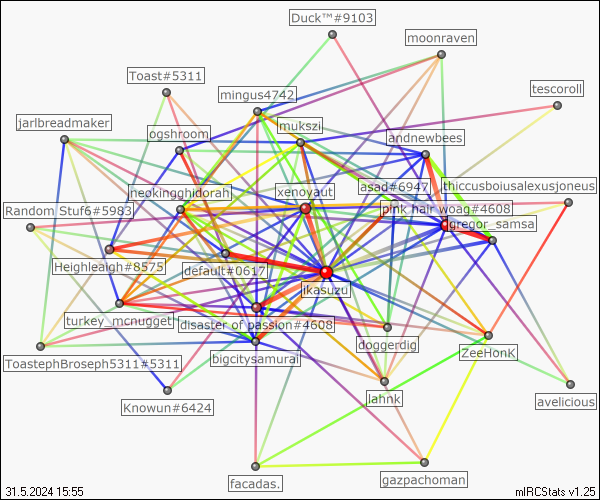 Duck™#9103
moonraven
Toast#5311
tescoroll
mingus4742
jarlbreadmaker
mukszi
ogshroom
andnewbees
thiccusboiusalexusjoneus
asad#6947
neokingghidorah
xenoyaut
Random Stuf6#5983
pink hair woag#4608
gregor_samsa
Heighleaigh#8575
default#0617
ikasuzu
turkey_mcnugget
disaster of passion#4608
doggerdig
ZeeHonK
ToastephBroseph5311#5311
bigcitysamurai
lahnk
avelicious
Knowun#6424
facadas.
gazpachoman
31.5.2024 15:55
mIRCStats v1.25